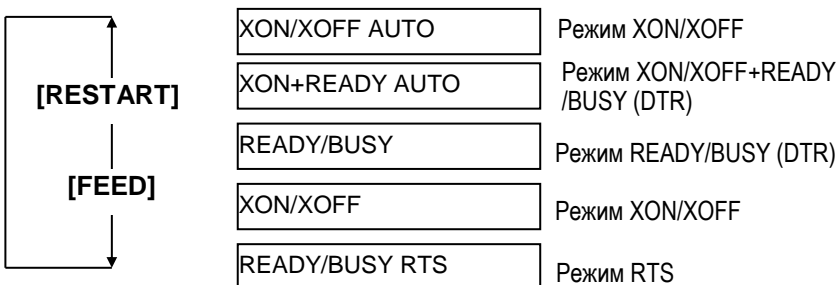 XON/XOFF AUTO Режим XON/XOFF
[RESTART]
XON+READY AUTO Режим XON/XOFF+READY
/BUSY (DTR)
READY/BUSY Режим READY/BUSY (DTR)
[FEED]
XON/XOFF Режим XON/XOFF
READY/BUSY RTS Режим RTS